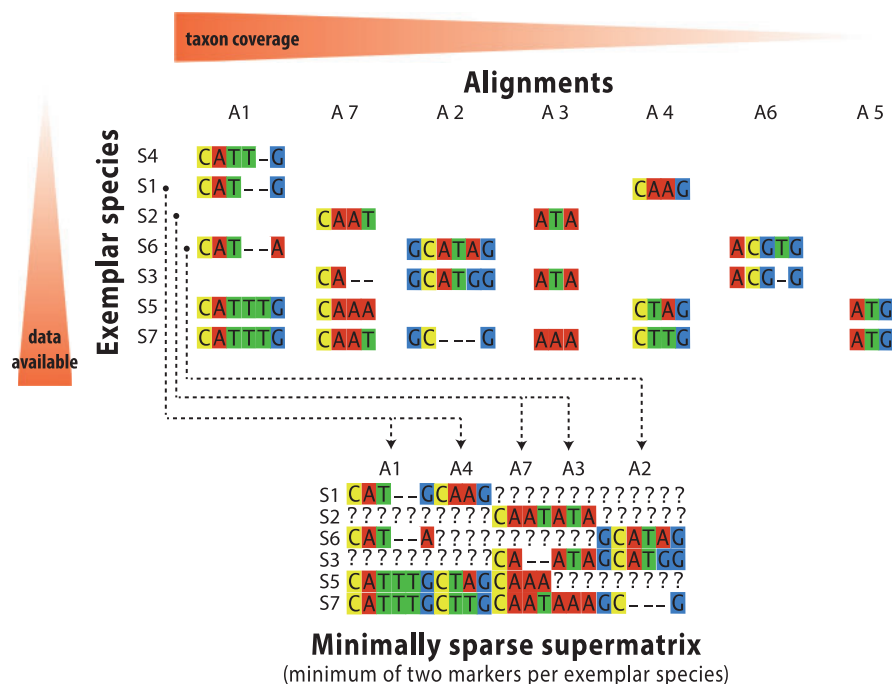 taxon coverage
Alignments
A1 A 7 A 2 A 3 A 4 A6 A 5
Exemplar species
data
available
S4 CATT-G
S1 CAT--G CAAG
S2 CAAT ATA
S6 CAT--A GCATAG ACGTG
S3 CA-- GCATGG ATA ACG-G
S5 CATTTG CAAA CTAG ATG
S7 CATTTG CAAT GC---G AAA CTTG ATG
A1 A4 A7 A3 A2
S1 CAT--GCAAG?????????????
S2 ??????????CAATATA??????
S6 CAT--A???????????GCATAG
S3 ??????????CA--ATAGCATGG
S5 CATTTGCTAGCAAA?????????
S7 CATTTGCTTGCAATAAAGC---G
Minimally sparse supermatrix
(minimum of two markers per exemplar species)